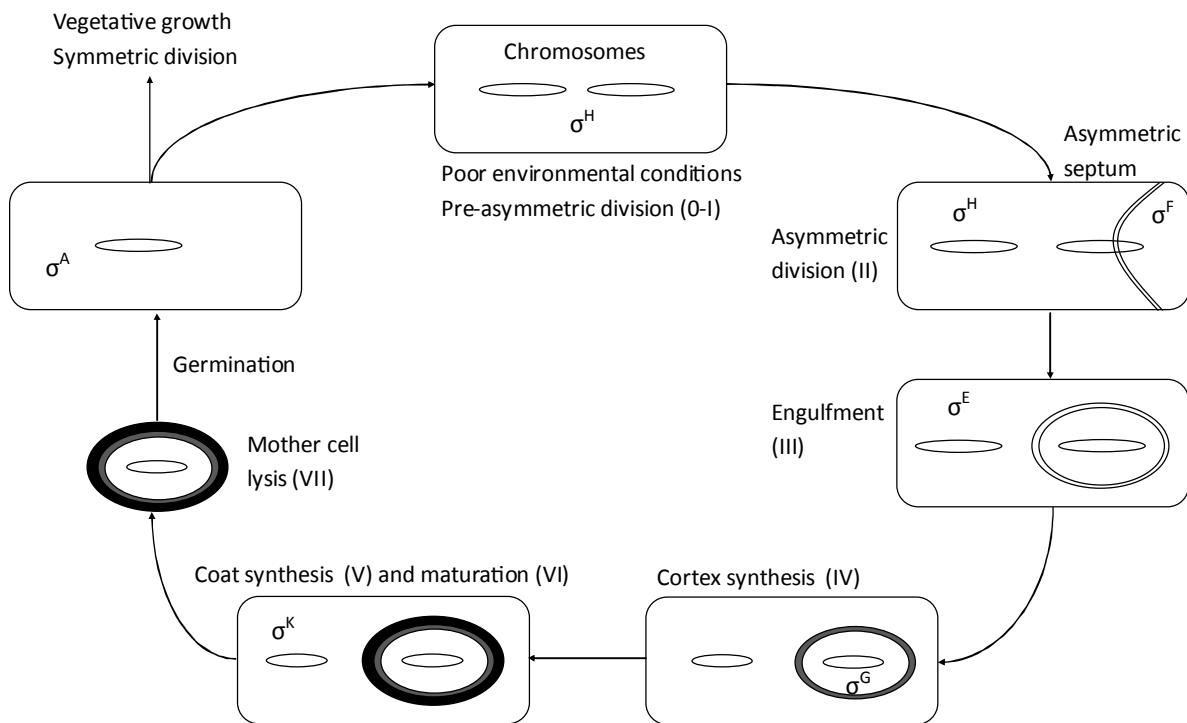 Vegetative growth
Symmetric division
Chromosomes
σH
Poor environmental conditions
Pre-asymmetric division (0-I)
Asymmetric
septum
σH
σF
Asymmetric
division (II)
σA
Germination
σE
Engulfment
(III)
Mother cell
lysis (VII)
Coat synthesis (V) and maturation (VI)
Cortex synthesis (IV)
σK
σG